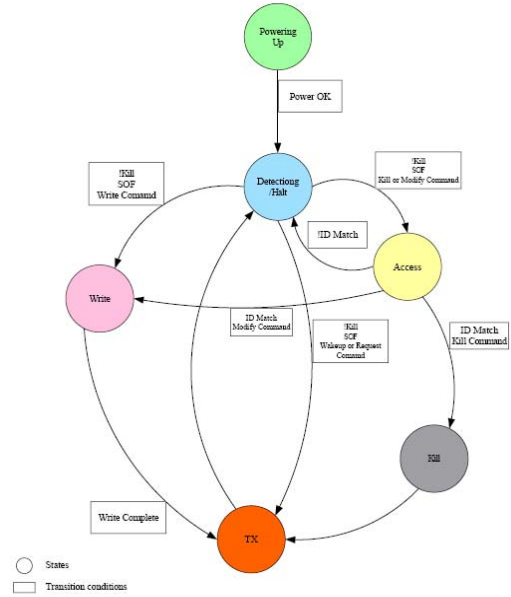 Powering
Up
Power OK
!Kill
SOF
Write Comamd
Detectiong
/Halt
!Kill
SOF
Kill or Modify Command
!ID Match
Access
Write
ID Match
Modify Command
!Kill
SOF
Wakeup or Request
Comamd
ID Match
Kill Command
Kill
Write Complete
TX
States
Transition conditions